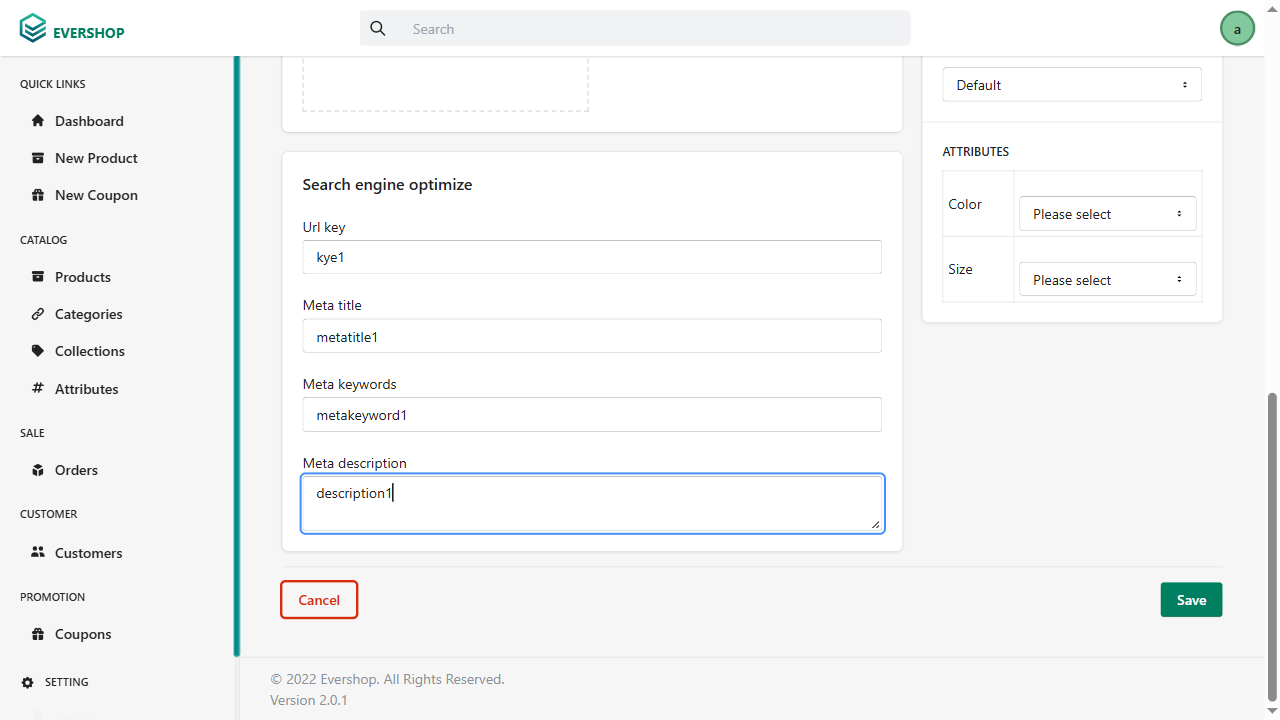 EVERSHOP
Search
a
QUICK LINKS
Dashboard
New Product
New Coupon
CATALOG
Products
Categories
Collections
Attributes
SALE
Orders
CUSTOMER
Customers
PROMOTION
Coupons
SETTING
Search engine optimize
Url key
kye1
Meta title
metatitle1
Meta keywords
metakeyword1
Meta description
description1
Cancel
Save
Default
ATTRIBUTES
Color
Please select
Size
Please select
© 2022 Evershop. All Rights Reserved.
Version 2.0.1